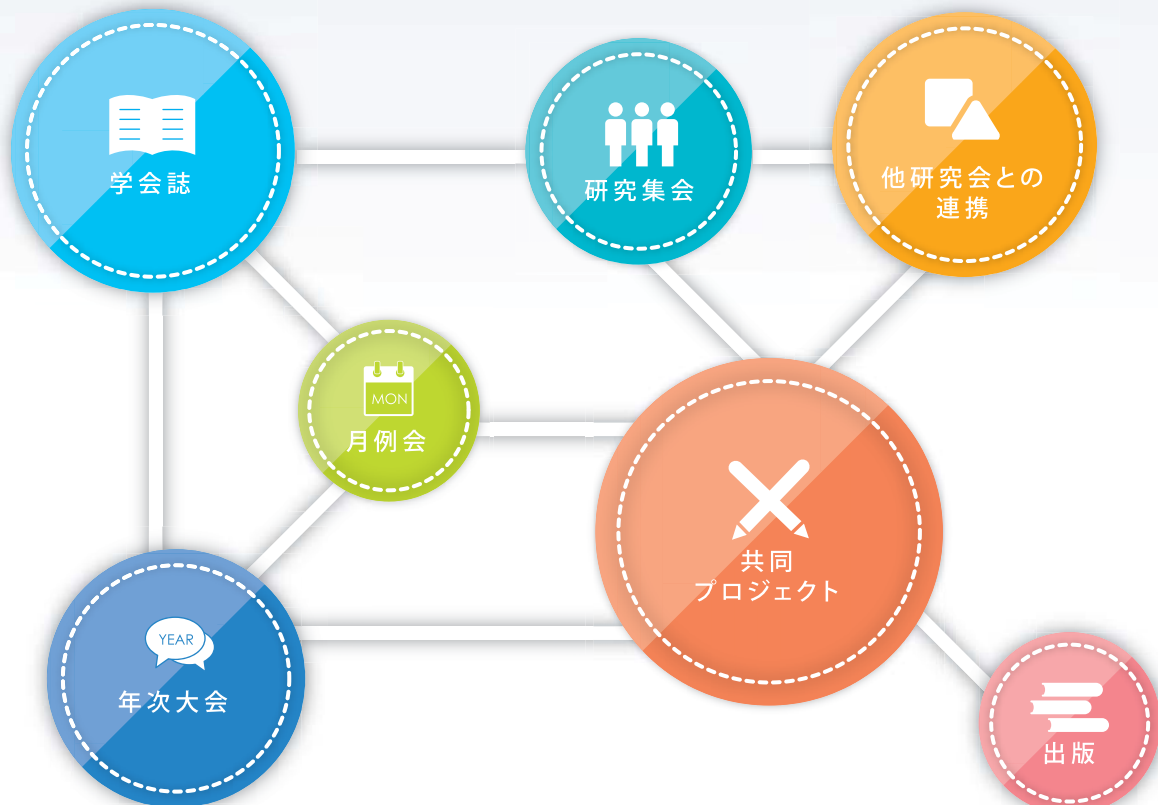 学会誌
研究集会
他研究会との
連携
MON
月例会
共同
プロジェクト
YEAR
年次大会
出版